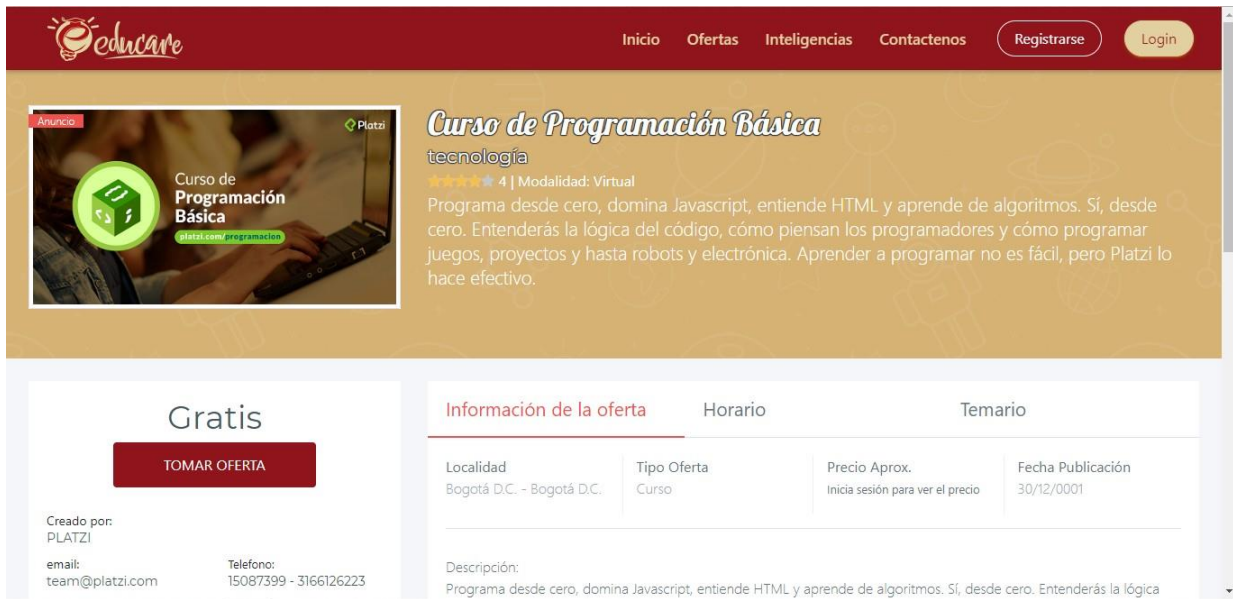 educare
Inicio
Ofertas
Inteligencias
Contactenos
Registrarse
Login
Anuncio
Platzi
Curso de
Programación
Básica
platzi.com/programacion
Curso de Programación Básica
tecnología
4 | Modalidad: Virtual
Programa desde cero, domina Javascript, entiende HTML y aprende de algoritmos. Sí, desde
cero. Entenderás la lógica del código, cómo piensan los programadores y cómo programar
juegos, proyectos y hasta robots y electrónica. Aprender a programar no es fácil, pero Platzi lo
hace efectivo.
Gratis
TOMAR OFERTA
Creado por:
PLATZI
email:
team@platzi.com
Telefono:
15087399 - 3166126223
Información de la oferta
Horario
Temario
Localidad
Bogotá D.C. - Bogotá D.C.
Tipo Oferta
Curso
Precio Aprox.
Inicia sesión para ver el precio
Fecha Publicación
30/12/0001
Descripción:
Programa desde cero, domina Javascript, entiende HTML y aprende de algoritmos. Sí, desde cero. Entenderás la lógica